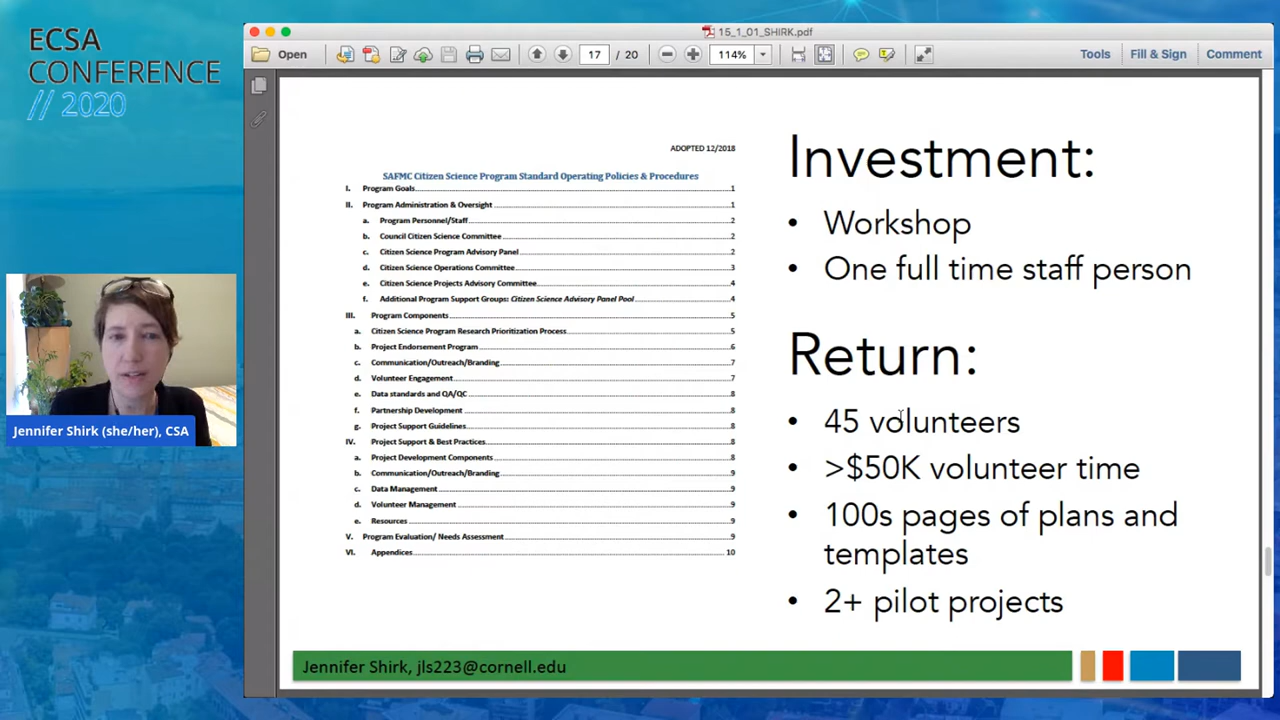 ECSA
CONFERENCE
// 2020
15_1_01_SHIRK.pdf
Open
17 / 20
114%
Tools
Fill & Sign
Comment
ADOPTED 12/2018
SAFMC Citizen Science Program Standard Operating Policies & Procedures
I. Program Goals 1
II. Program Administration & Oversight 1
a. Program Personnel/Staff 2
b. Council Citizen Science Committee 2
c. Citizen Science Program Advisory Panel 2
d. Citizen Science Operations Committee 3
e. Citizen Science Projects Advisory Committee 4
f. Additional Program Support Groups: Citizen Science Advisory Panel Pool 4
III. Program Components 5
a. Citizen Science Program Research Prioritization Process 5
b. Project Endorsement Program 6
c. Communication/Outreach/Branding 7
d. Volunteer Engagement 7
e. Data standards and QA/QC 8
f. Partnership Development 8
g. Project Support Guidelines 8
IV. Project Support & Best Practices 8
a. Project Development Components 8
b. Communication/Outreach/Branding 9
c. Data Management 9
d. Volunteer Management 9
e. Resources 9
V. Program Evaluation/ Needs Assessment 9
VI. Appendices 10
Investment:
• Workshop
• One full time staff person
Return:
• 45 volunteers
• >$50K volunteer time
• 100s pages of plans and
templates
• 2+ pilot projects
Jennifer Shirk, jls223@cornell.edu
Jennifer Shirk (she/her), CSA